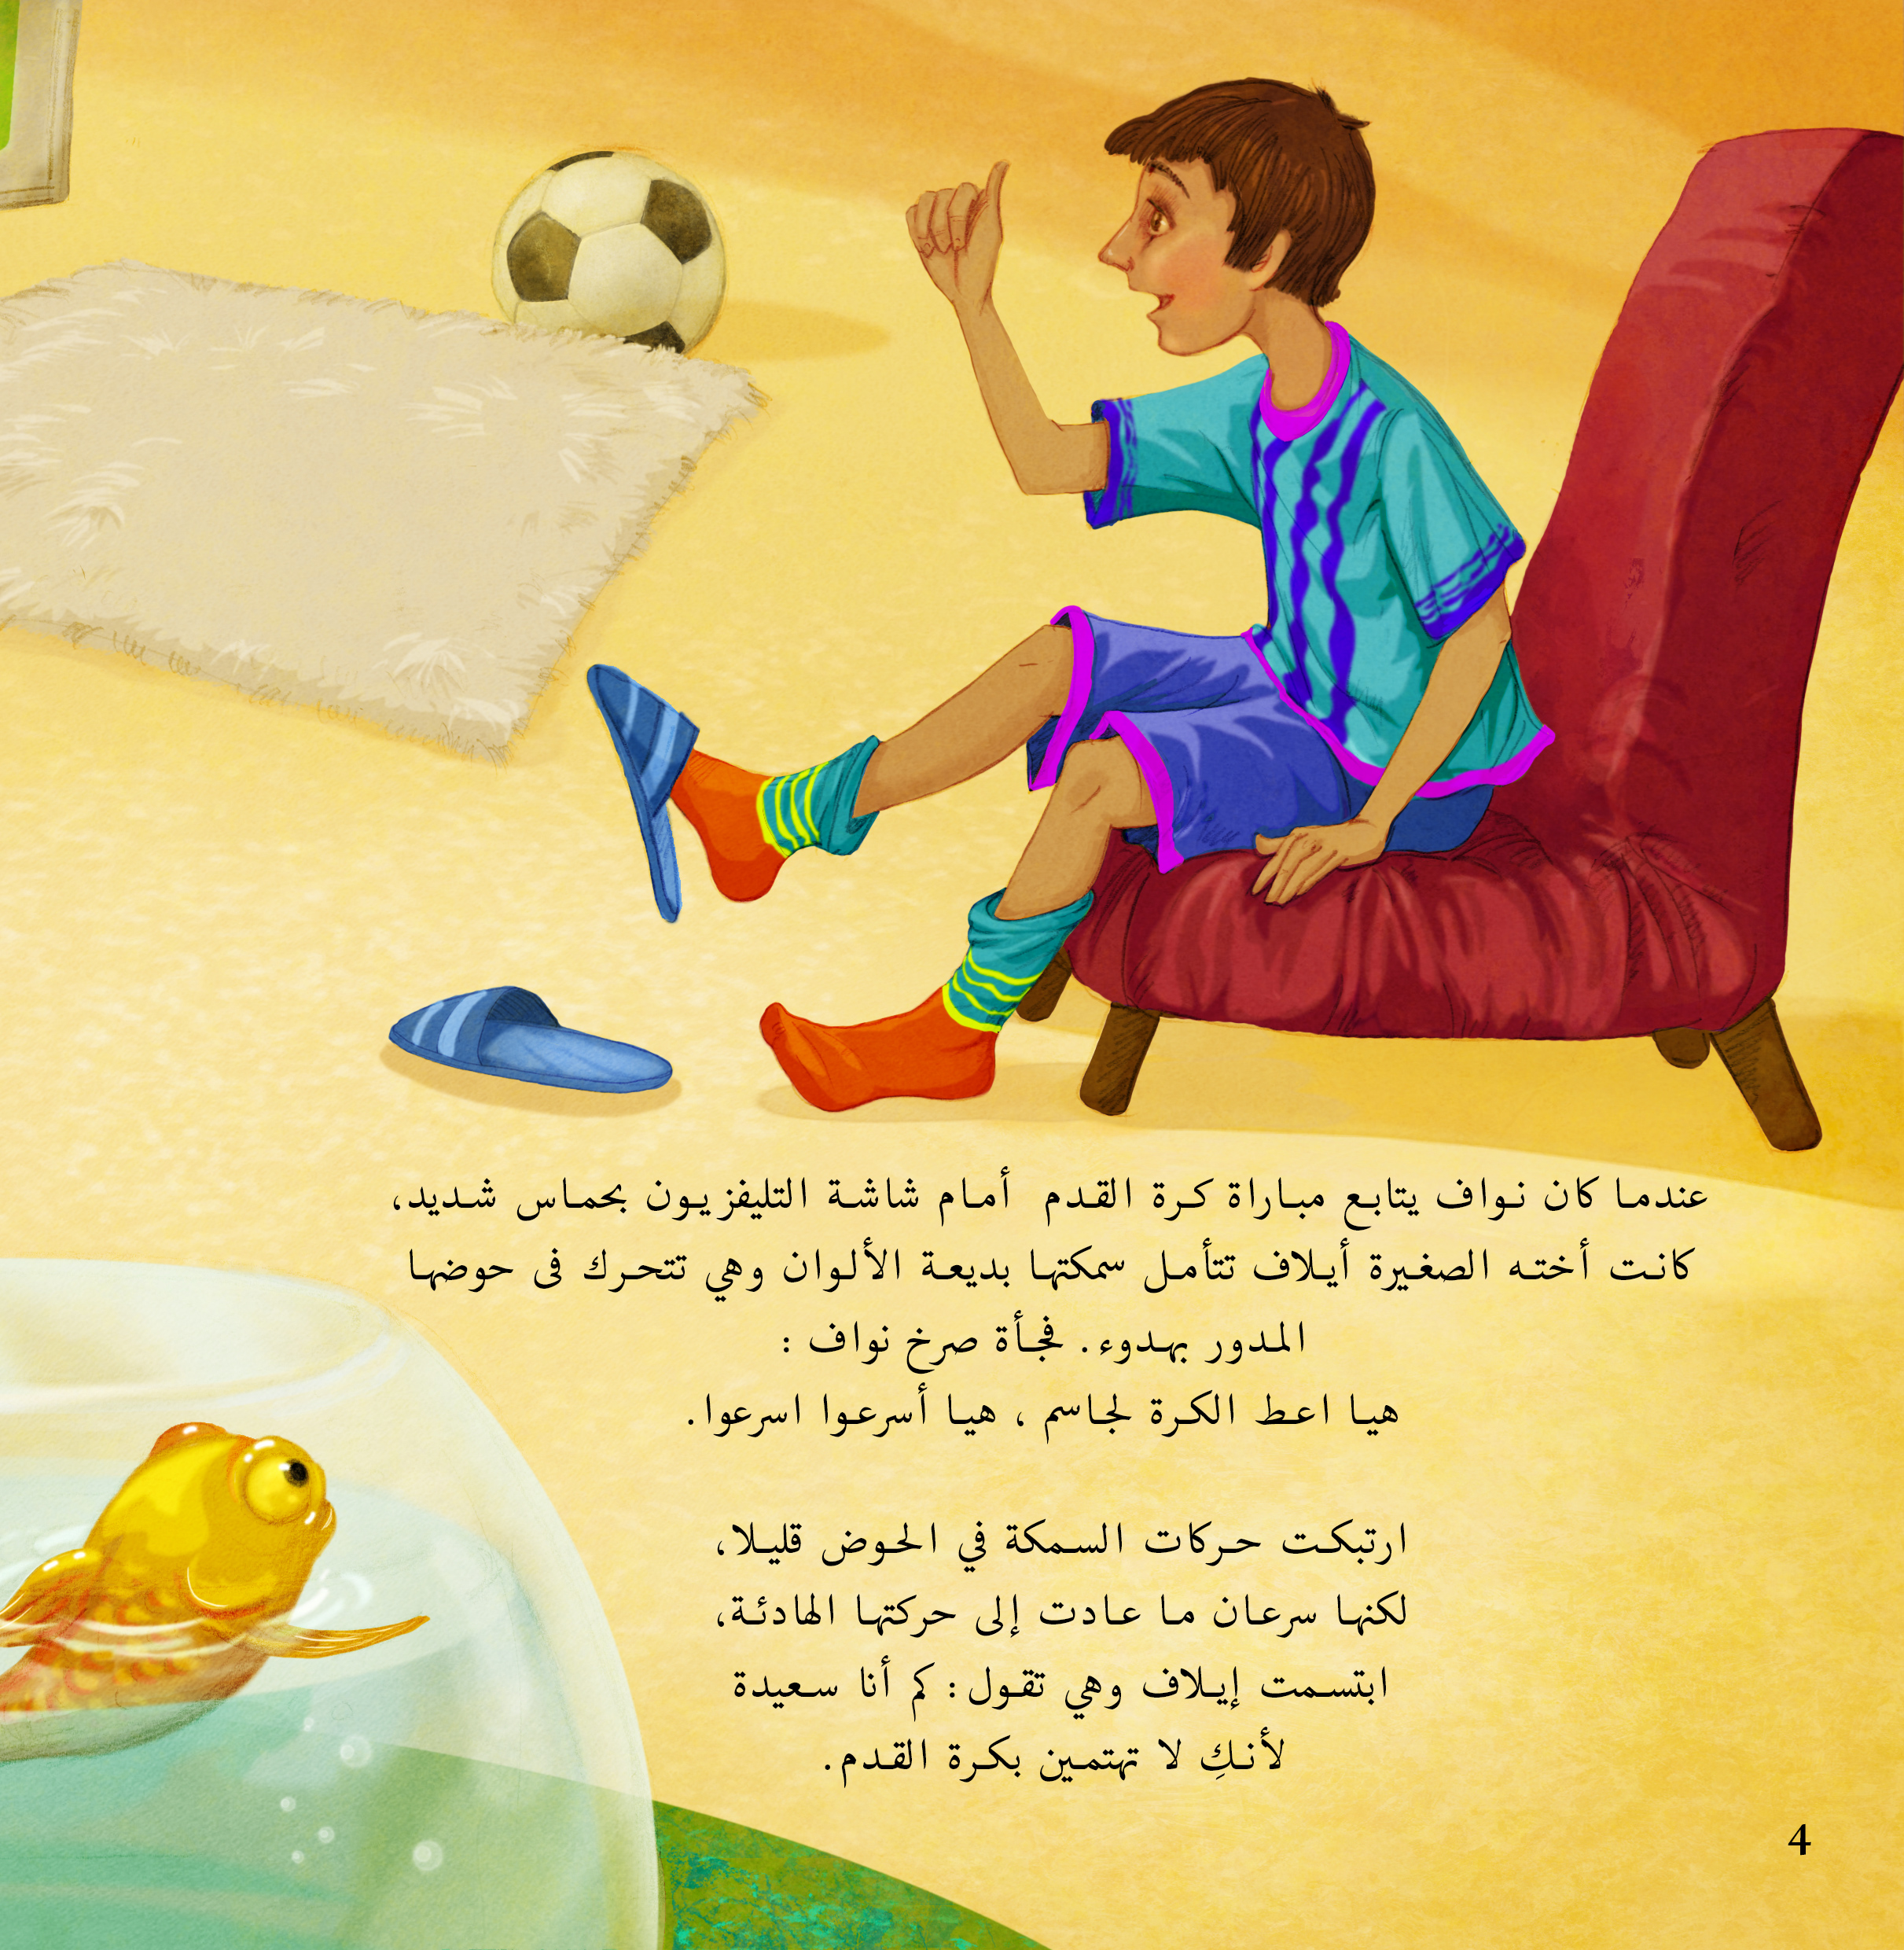 عندما كان نواف يتابع مباراة كرة القدم أمام شاشة التليفزيون بحماس شديد،
كانت أخته الصغيرة أيلاف تتأمل سمكتها بديعة الألوان وهي تتحرك فى حوضها
المدور بهدوء. فجأة صرخ نواف :
هيا اعط الكرة لجاسم ، هيا أسرعوا اسرعوا.
ارتبكت حركات السمكة في الحوض قليلا،
لكنها سرعان ما عادت إلى حركتها الهادئة،
ابتسمت إيلاف وهي تقول: كم أنا سعيدة
لأنكِ لا تهتمين بكرة القدم.
4